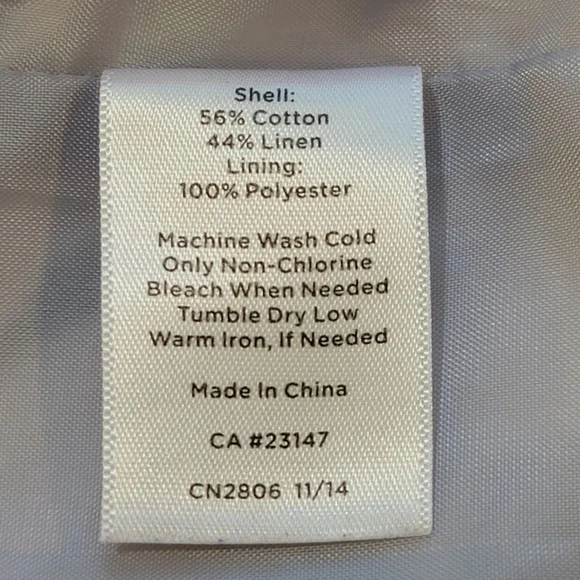 Shell:
56% Cotton
44% Linen
Lining:
100% Polyester
Machine Wash Cold
Only Non-Chlorine
Bleach When Needed
Tumble Dry Low
Warm Iron, If Needed
Made In China
CA #23147
CN2806 11/14